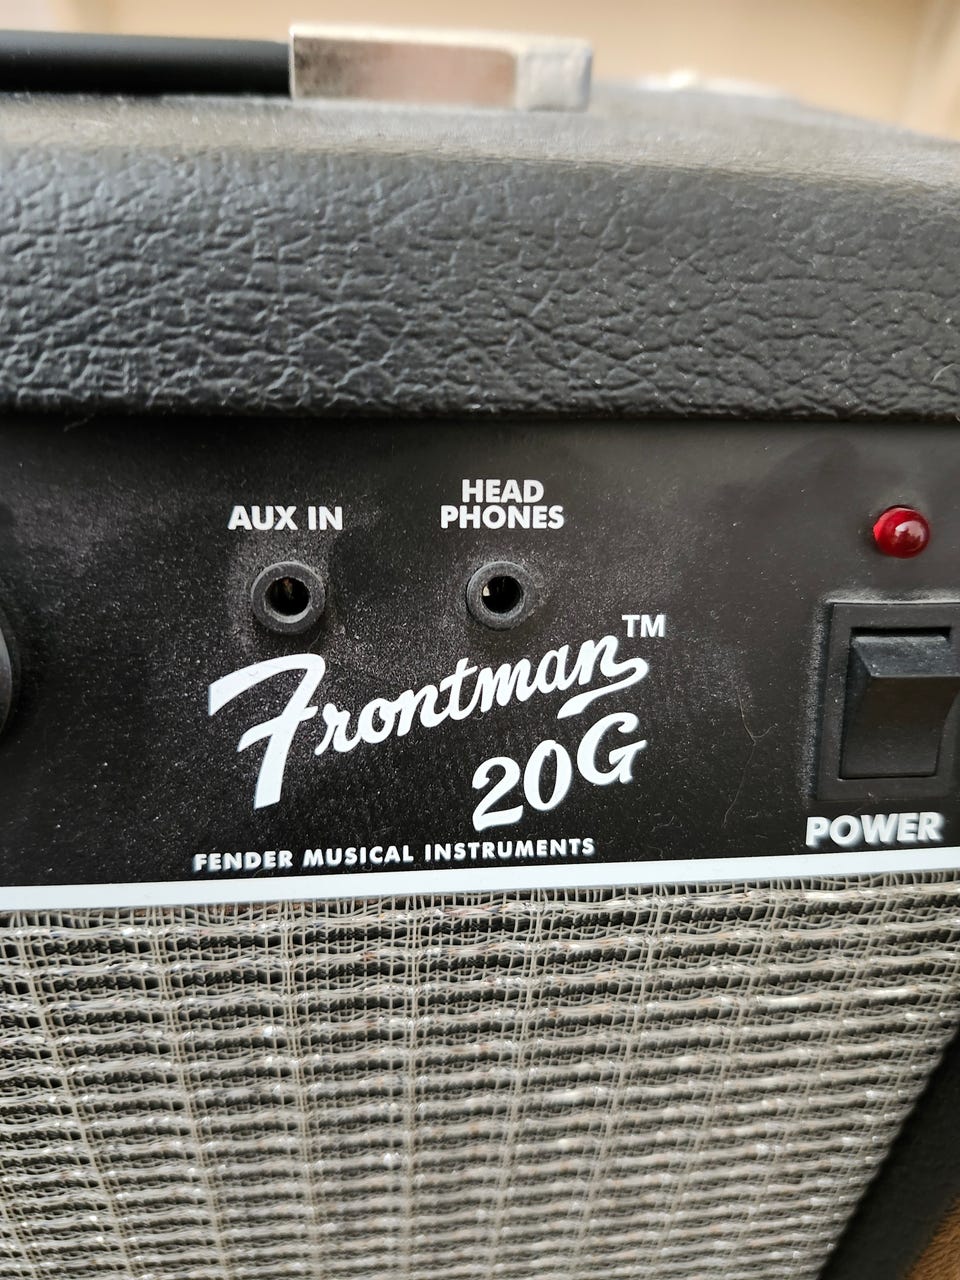 AUX IN
HEAD
PHONES
Frontman™
20G
POWER
FENDER MUSICAL INSTRUMENTS